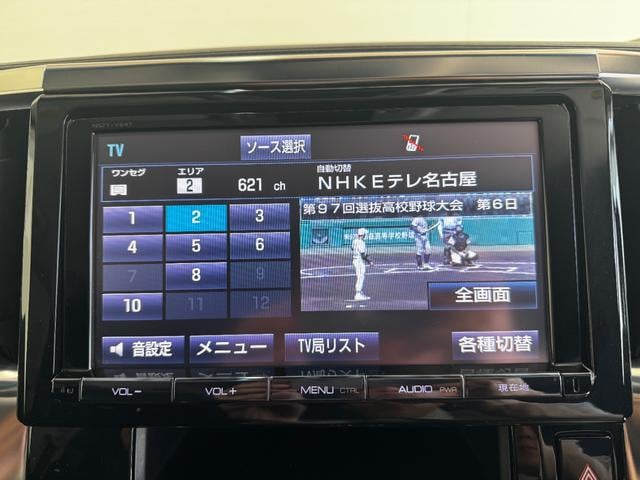 NSZT-Y64T
TV ソース選択
ワンセグ エリア 2 621 ch 自動切替 NHKEテレ名古屋
第97回選抜高校野球大会 第6日
1 2 3
4 5 6
7 8 9
10 11 12
全画面
音設定 メニュー TV局リスト 各種切替
VOL− VOL+ MENU CTRL AUDIO PWR 現在地